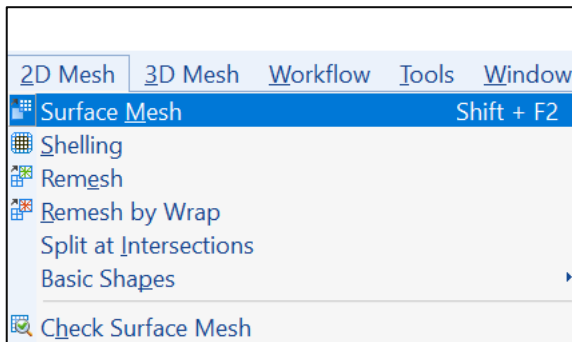 2D Mesh 3D Mesh Workflow Tools Window
Surface Mesh Shift + F2
Shelling
Remesh
Remesh by Wrap
Split at Intersections
Basic Shapes
Check Surface Mesh